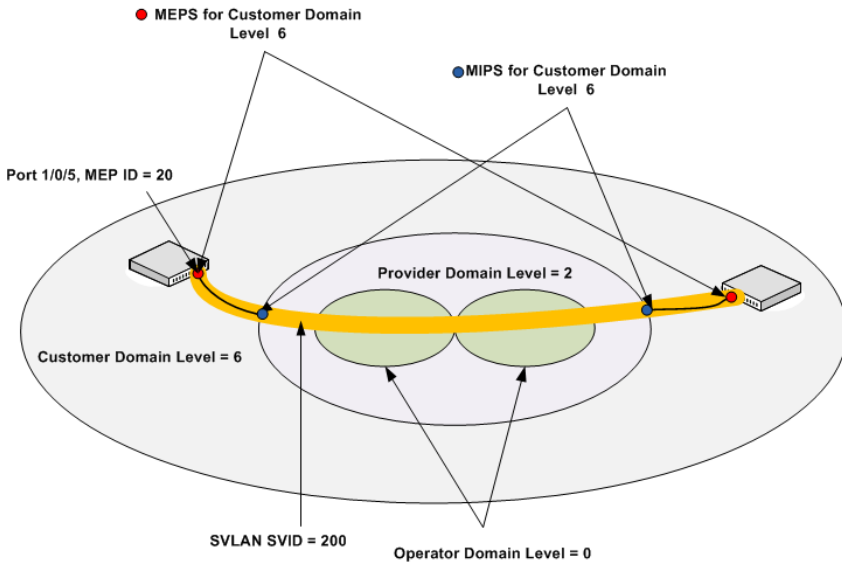 MEPS for Customer Domain
Level 6
MIPS for Customer Domain
Level 6
Port 1/0/5, MEP ID = 20
Provider Domain Level = 2
Customer Domain Level = 6
SVLAN SVID = 200
Operator Domain Level = 0